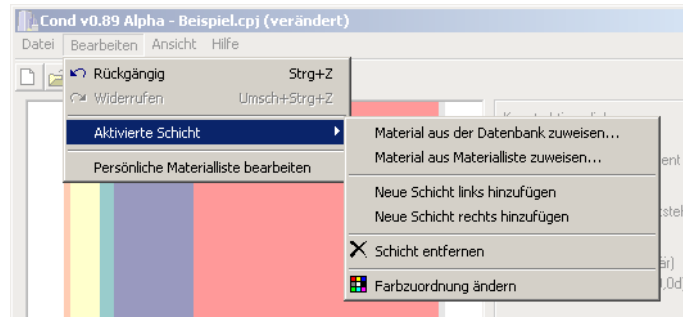 Cond v0.89 Alpha - Beispiel.cpj (verändert)
Datei Bearbeiten Ansicht Hilfe
Rückgängig Strg+Z
Widerrufen Umsch+Strg+Z
Aktivierte Schicht
Persönliche Materialliste bearbeiten
Material aus der Datenbank zuweisen...
Material aus Materialliste zuweisen...
Neue Schicht links hinzufügen
Neue Schicht rechts hinzufügen
Schicht entfernen
Farbzuordnung ändern